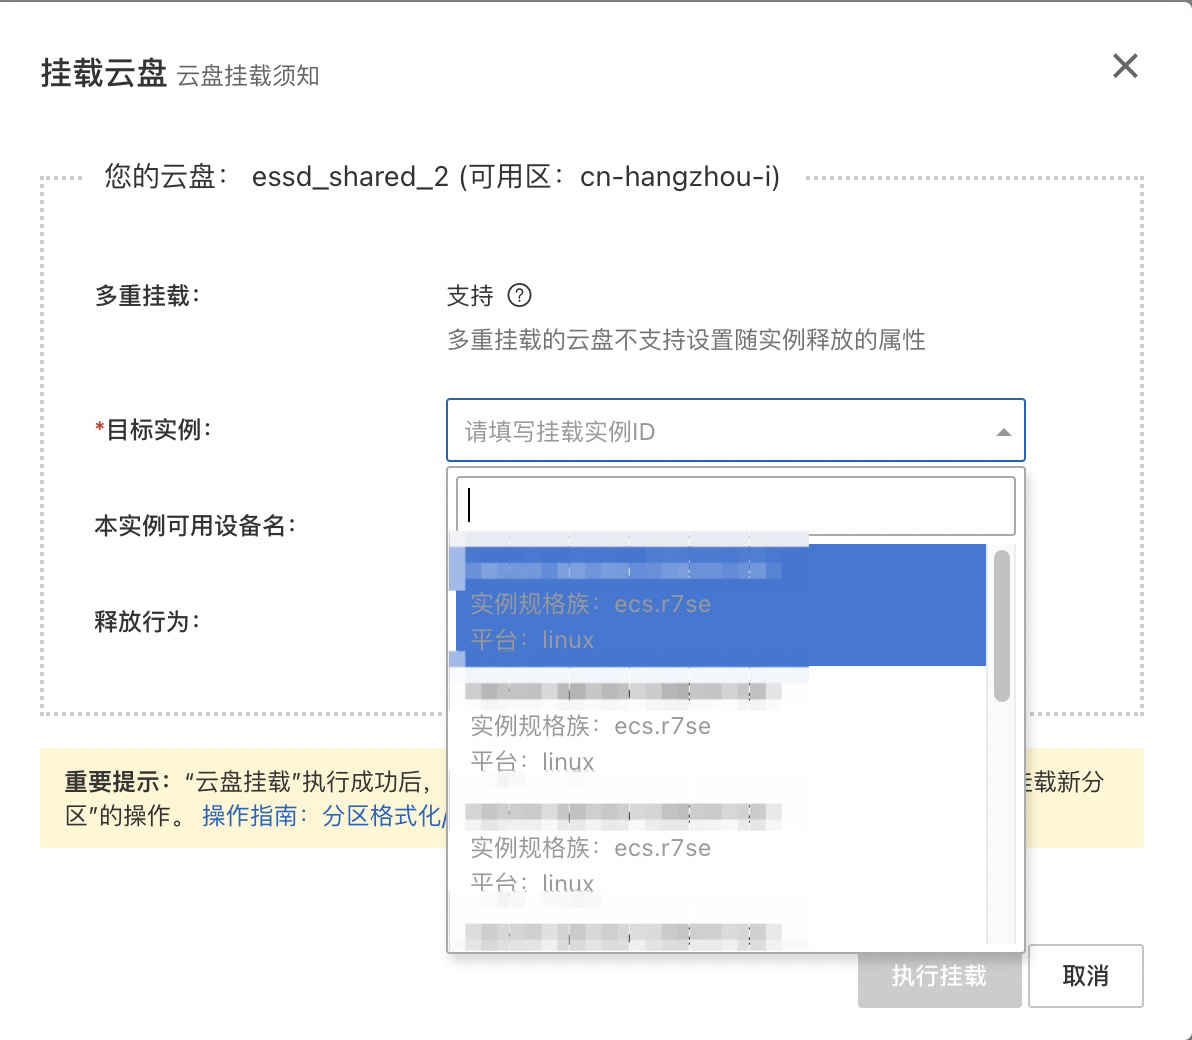 挂载云盘 云盘挂载须知
您的云盘： essd_shared_2 (可用区：cn-hangzhou-i)
多重挂载：
支持
多重挂载的云盘不支持设置随实例释放的属性
*目标实例：
请填写挂载实例ID
本实例可用设备名：
释放行为：
实例规格族：ecs.r7se
平台：linux
实例规格族：ecs.r7se
平台：linux
实例规格族：ecs.r7se
平台：linux
重要提示：“云盘挂载”执行成功后，
挂载新分
区”的操作。 操作指南：分区格式化/
执行挂载
取消